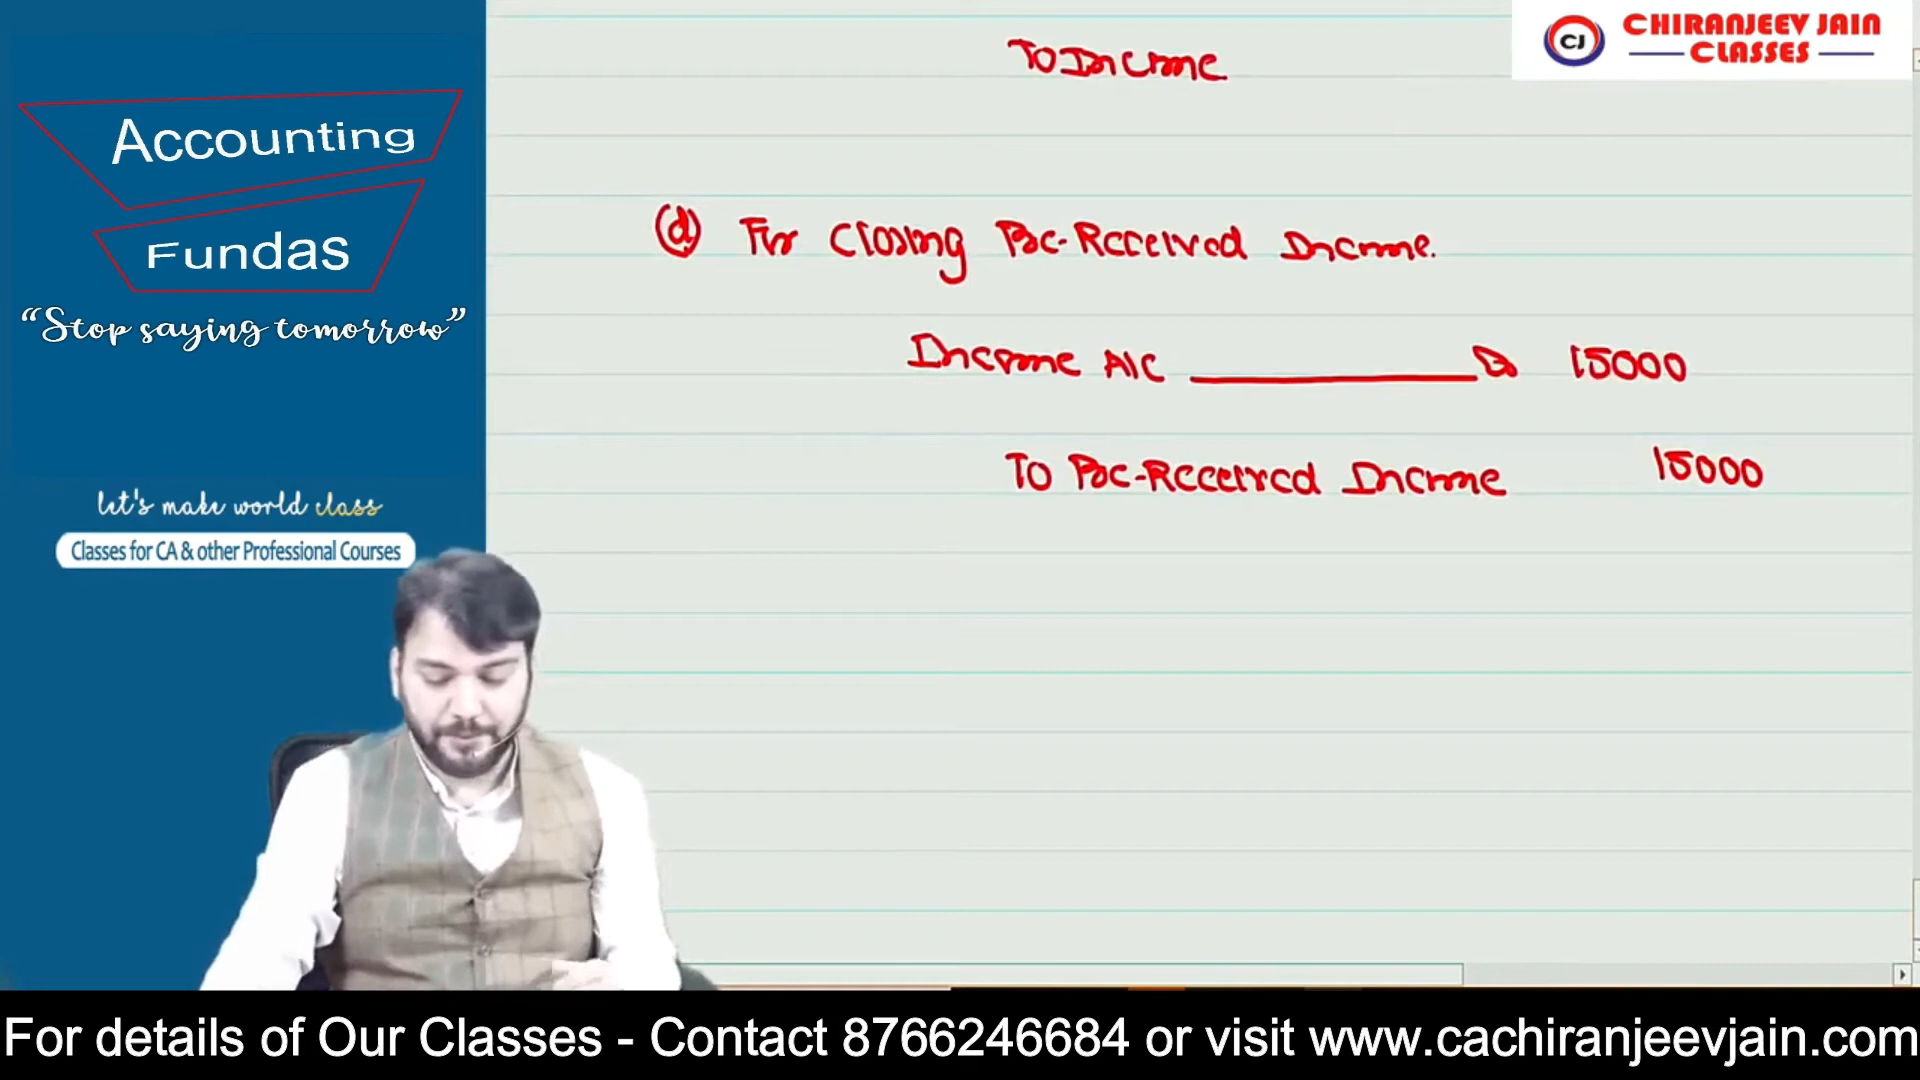 To Income
CHIRANJEEV JAIN
CJ
CLASSES
Accounting
Fundas
"Stop saying tomorrow"
(d) For Closing Pre-Received Income.
Income A/C ________ Dr 15000
To Pre-Received Income 15000
let's make world class
Classes for CA & other Professional Courses
For details of Our Classes - Contact 8766246684 or visit www.cachiranjeevjain.com